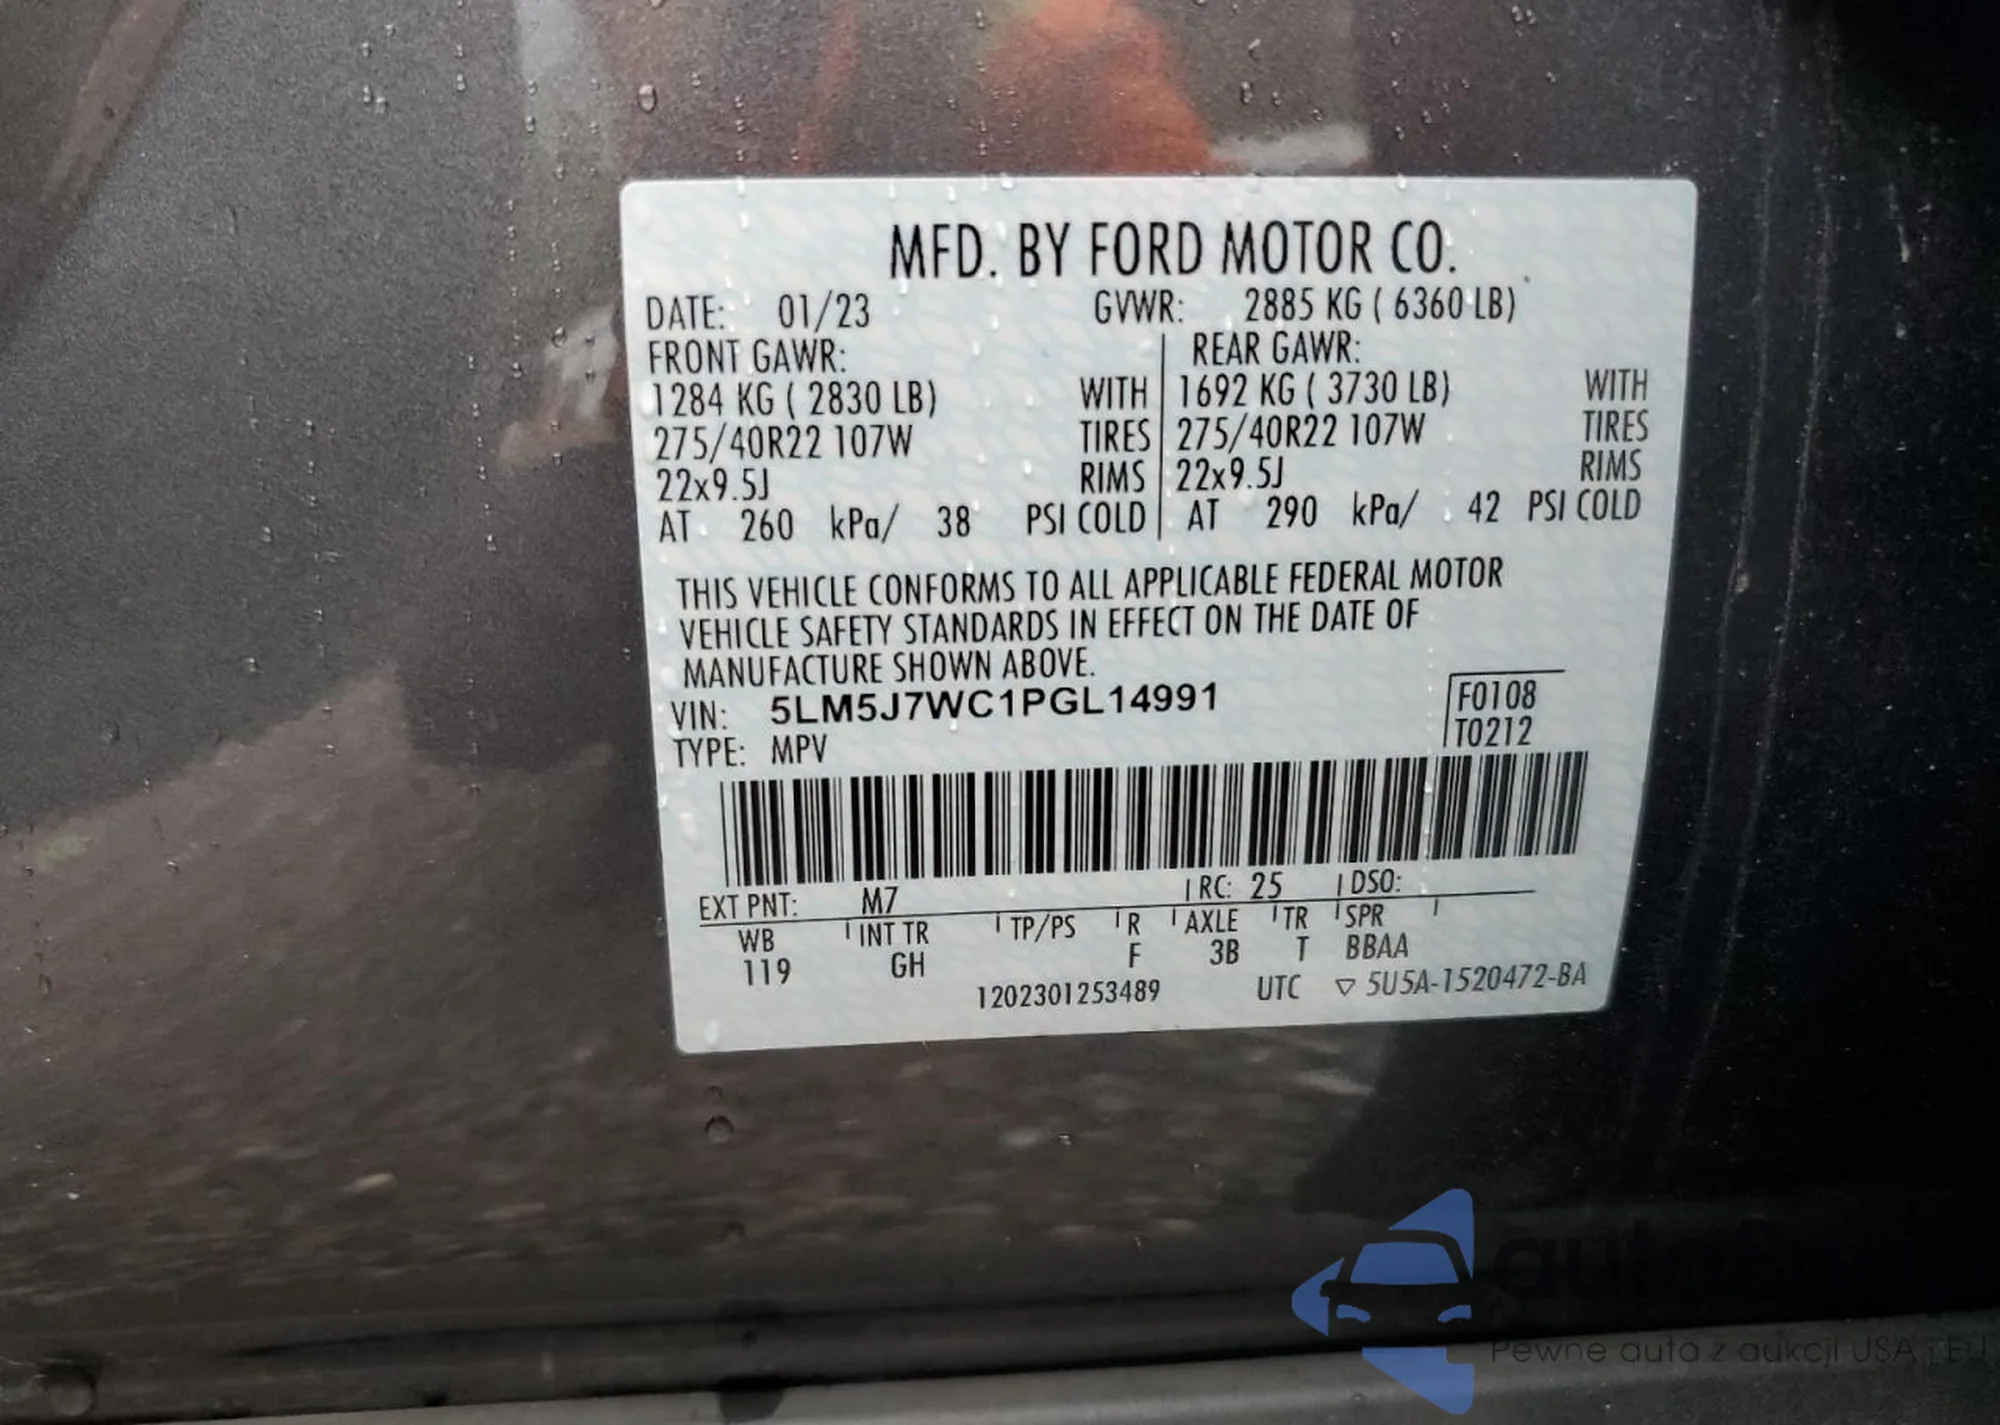 MFD. BY FORD MOTOR CO.
DATE: 01/23 GVWR: 2885 KG ( 6360 LB)
FRONT GAWR: REAR GAWR:
1284 KG ( 2830 LB) WITH 1692 KG ( 3730 LB) WITH
275/40R22 107W TIRES 275/40R22 107W TIRES
22x9.5J RIMS 22x9.5J RIMS
AT 260 kPa/ 38 PSI COLD AT 290 kPa/ 42 PSI COLD
THIS VEHICLE CONFORMS TO ALL APPLICABLE FEDERAL MOTOR
VEHICLE SAFETY STANDARDS IN EFFECT ON THE DATE OF
MANUFACTURE SHOWN ABOVE.
VIN: 5LM5J7WC1PGL14991 F0108
TYPE: MPV T0212
EXT PNT: M7 RC: 25 DSO:
WB INT TR TP/PS R AXLE TR SPR
119 GH F 3B T BBAA
1202301253489 UTC ▽ 5U5A-1520472-BA
Pewne auta z aukcji USA i EU